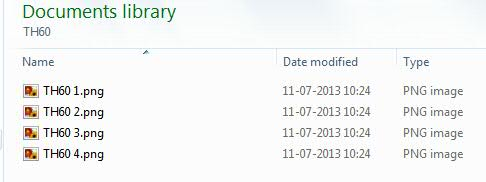 Documents library
TH60
Name Date modified Type
TH60 1.png 11-07-2013 10:24 PNG image
TH60 2.png 11-07-2013 10:24 PNG image
TH60 3.png 11-07-2013 10:24 PNG image
TH60 4.png 11-07-2013 10:24 PNG image